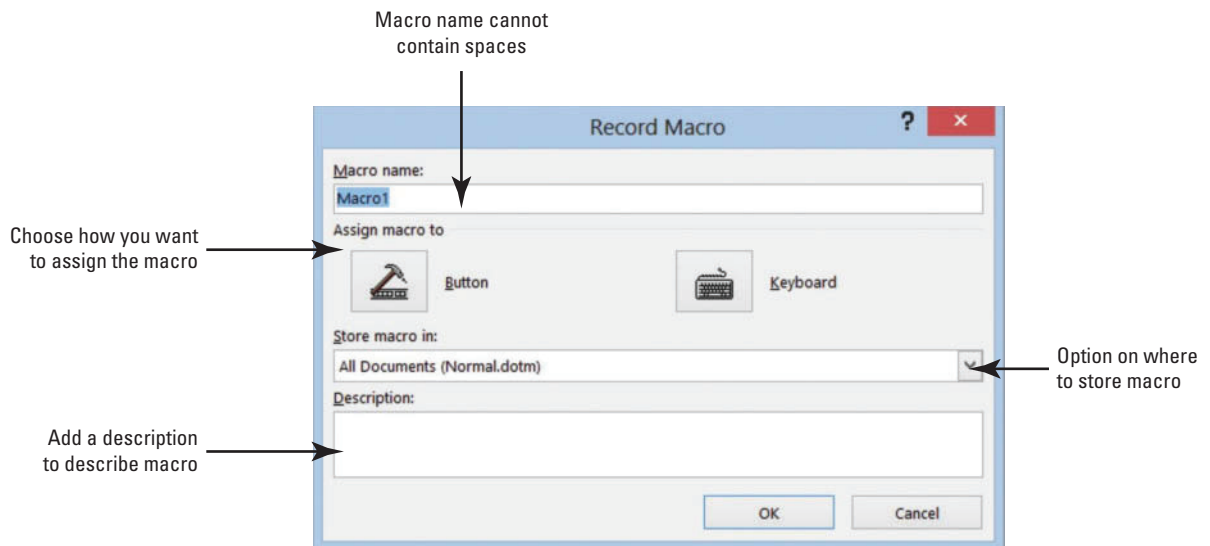 Macro name cannot
contain spaces
Record Macro
?
×
Macro name:
Macro1
Choose how you want
to assign the macro
Assign macro to
Button
Keyboard
Store macro in:
All Documents (Normal.dotm)
Option on where
to store macro
Description:
Add a description
to describe macro
OK
Cancel